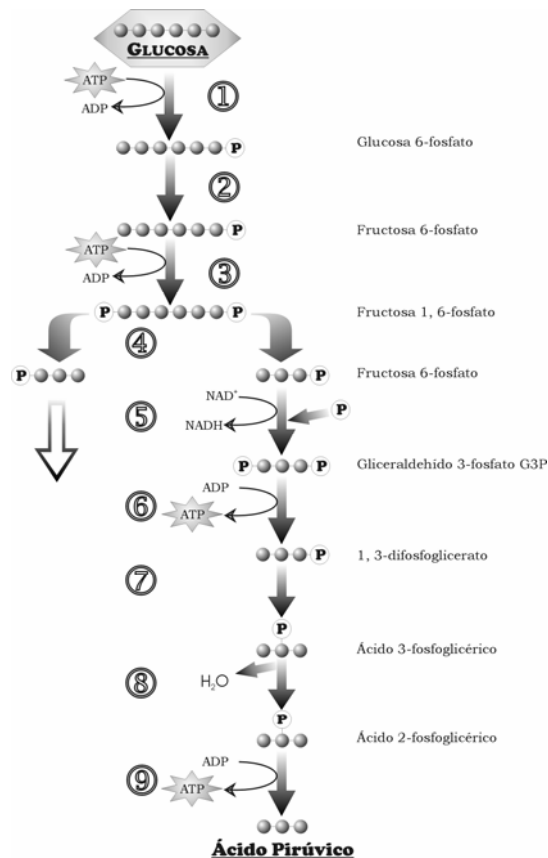 GLUCOSA
ATP
ADP
①
P
Glucosa 6-fosfato
②
P
Fructosa 6-fosfato
ATP
ADP
③
P P
Fructosa 1, 6-fosfato
④
P
P
Fructosa 6-fosfato
NAD⁺
NADH
P
⑤
P P
Gliceraldehido 3-fosfato G3P
ADP
ATP
⑥
P
1, 3-difosfoglicerato
⑦
P
Ácido 3-fosfoglicérico
H₂O
⑧
P
Ácido 2-fosfoglicérico
ADP
ATP
⑨
Ácido Pirúvico